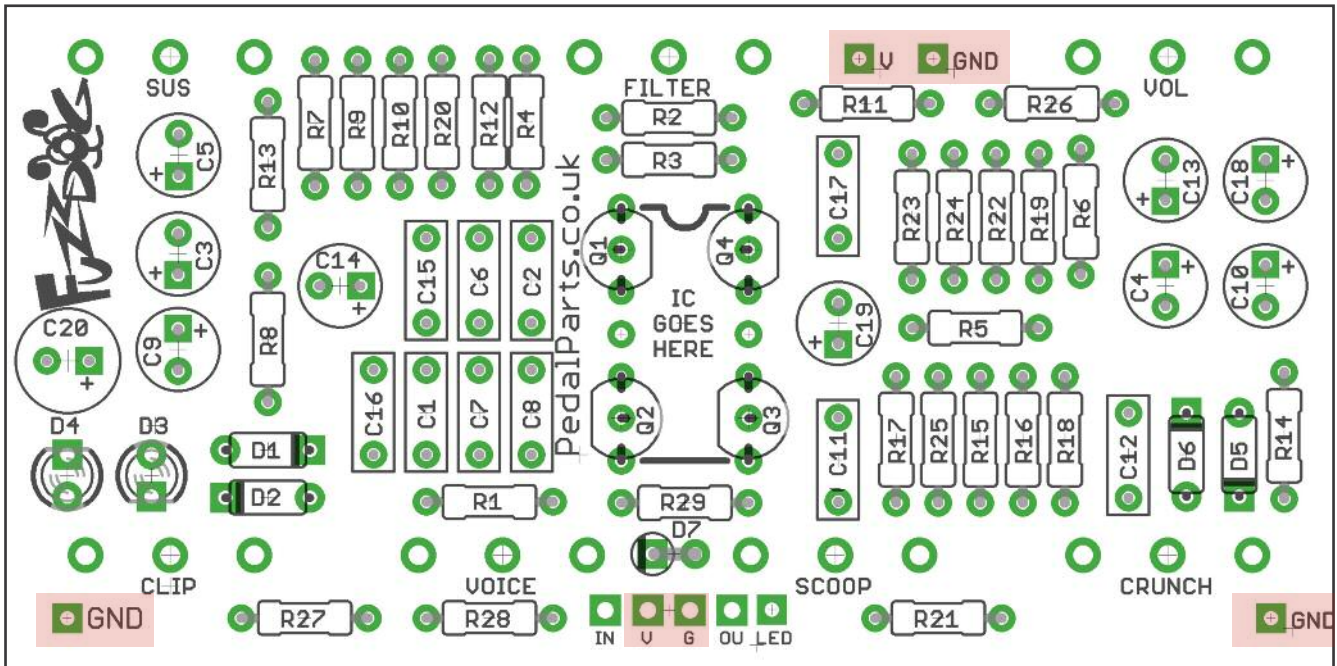 V GND
SUS FILTER VOL
R11 R26
R2
R3
R7 R9 R10 R20 R12 R4
R13
C5
C17
C13 C18
R23 R24 R22 R19 R6
FuzzDog
PedalParts.co.uk
C3
Q1 Q4
C14
C15 C6 C2
C4 C10
IC
GOES
HERE
C20
C9
R8
C19
R5
C16 C1 C7 C8
Q2 Q3
C11
R17 R25 R15 R16 R18
C12
D6 D5
R14
D4 D3
D1
D2
R1 R29
D7
CLIP VOICE SCOOP CRUNCH
GND R27 R28 R21 GND
IN V G OU LED
+
+
+
+
+
+
+
+
+
+